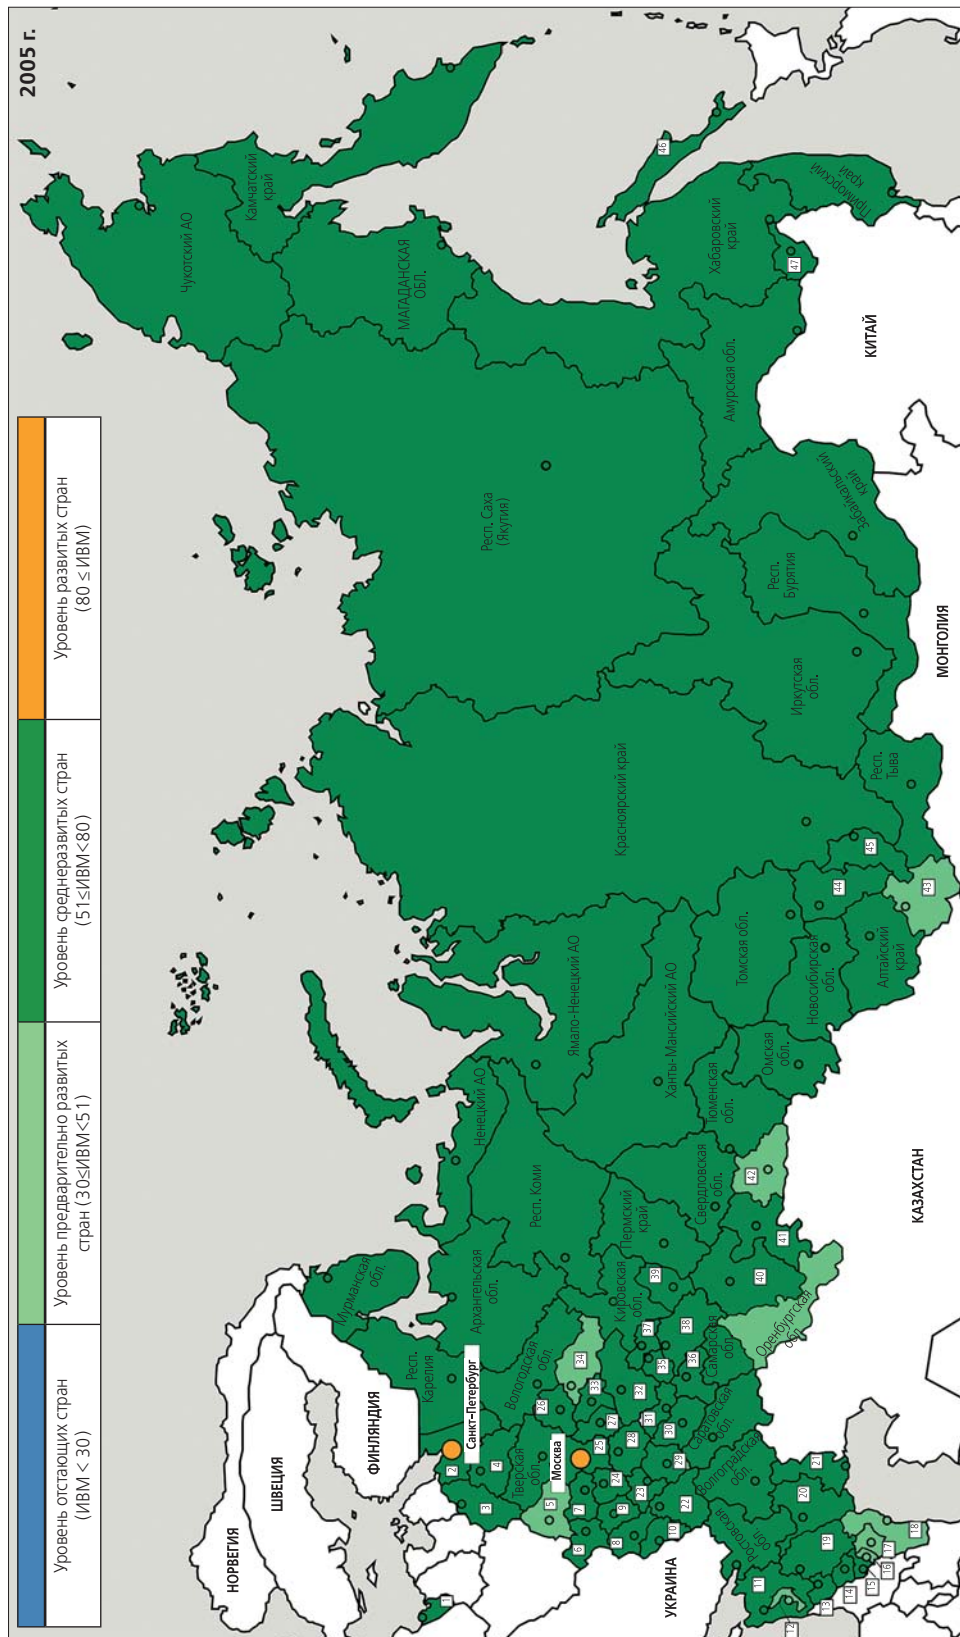 2005 г.
Уровень отстающих стран
(ИВМ < 30)
Уровень предварительно развитых
стран (30≤ИВМ<51)
Уровень среднеразвитых стран
(51≤ИВМ<80)
Уровень развитых стран
(80 ≤ ИВМ)
НОРВЕГИЯ
ШВЕЦИЯ
ФИНЛЯНДИЯ
УКРАИНА
КАЗАХСТАН
МОНГОЛИЯ
КИТАЙ
Мурманская
обл.
Респ.
Карелия
Санкт–Петербург
Архангельская
обл.
Ненецкий АО
Вологодская
обл.
Тверская
обл.
Москва
Респ. Коми
Кировская
обл.
Пермский
край
Свердловская
обл.
Самарская
обл.
Оренбургская
обл.
Саратовская
обл.
Волгоградская
обл.
Ростовская
обл.
Ямало-Ненецкий АО
Ханты-Мансийский АО
Тюменская
обл.
Омская
обл.
Томская обл.
Новосибирская
обл.
Алтайский
край
Красноярский край
Респ.
Тыва
Иркутская
обл.
Респ.
Бурятия
Забайкальский
край
Респ. Саха
(Якутия)
Амурская обл.
Хабаровский
край
Приморский
край
МАГАДАНСКАЯ
ОБЛ.
Камчатский
край
Чукотский АО
1
2
3
4
5
6
7
8
9
10
11
12
13
14
15
16
17
18
19
20
21
22
23
24
25
26
27
28
29
30
31
32
33
34
35
36
37
38
39
40
41
42
43
44
45
46
47